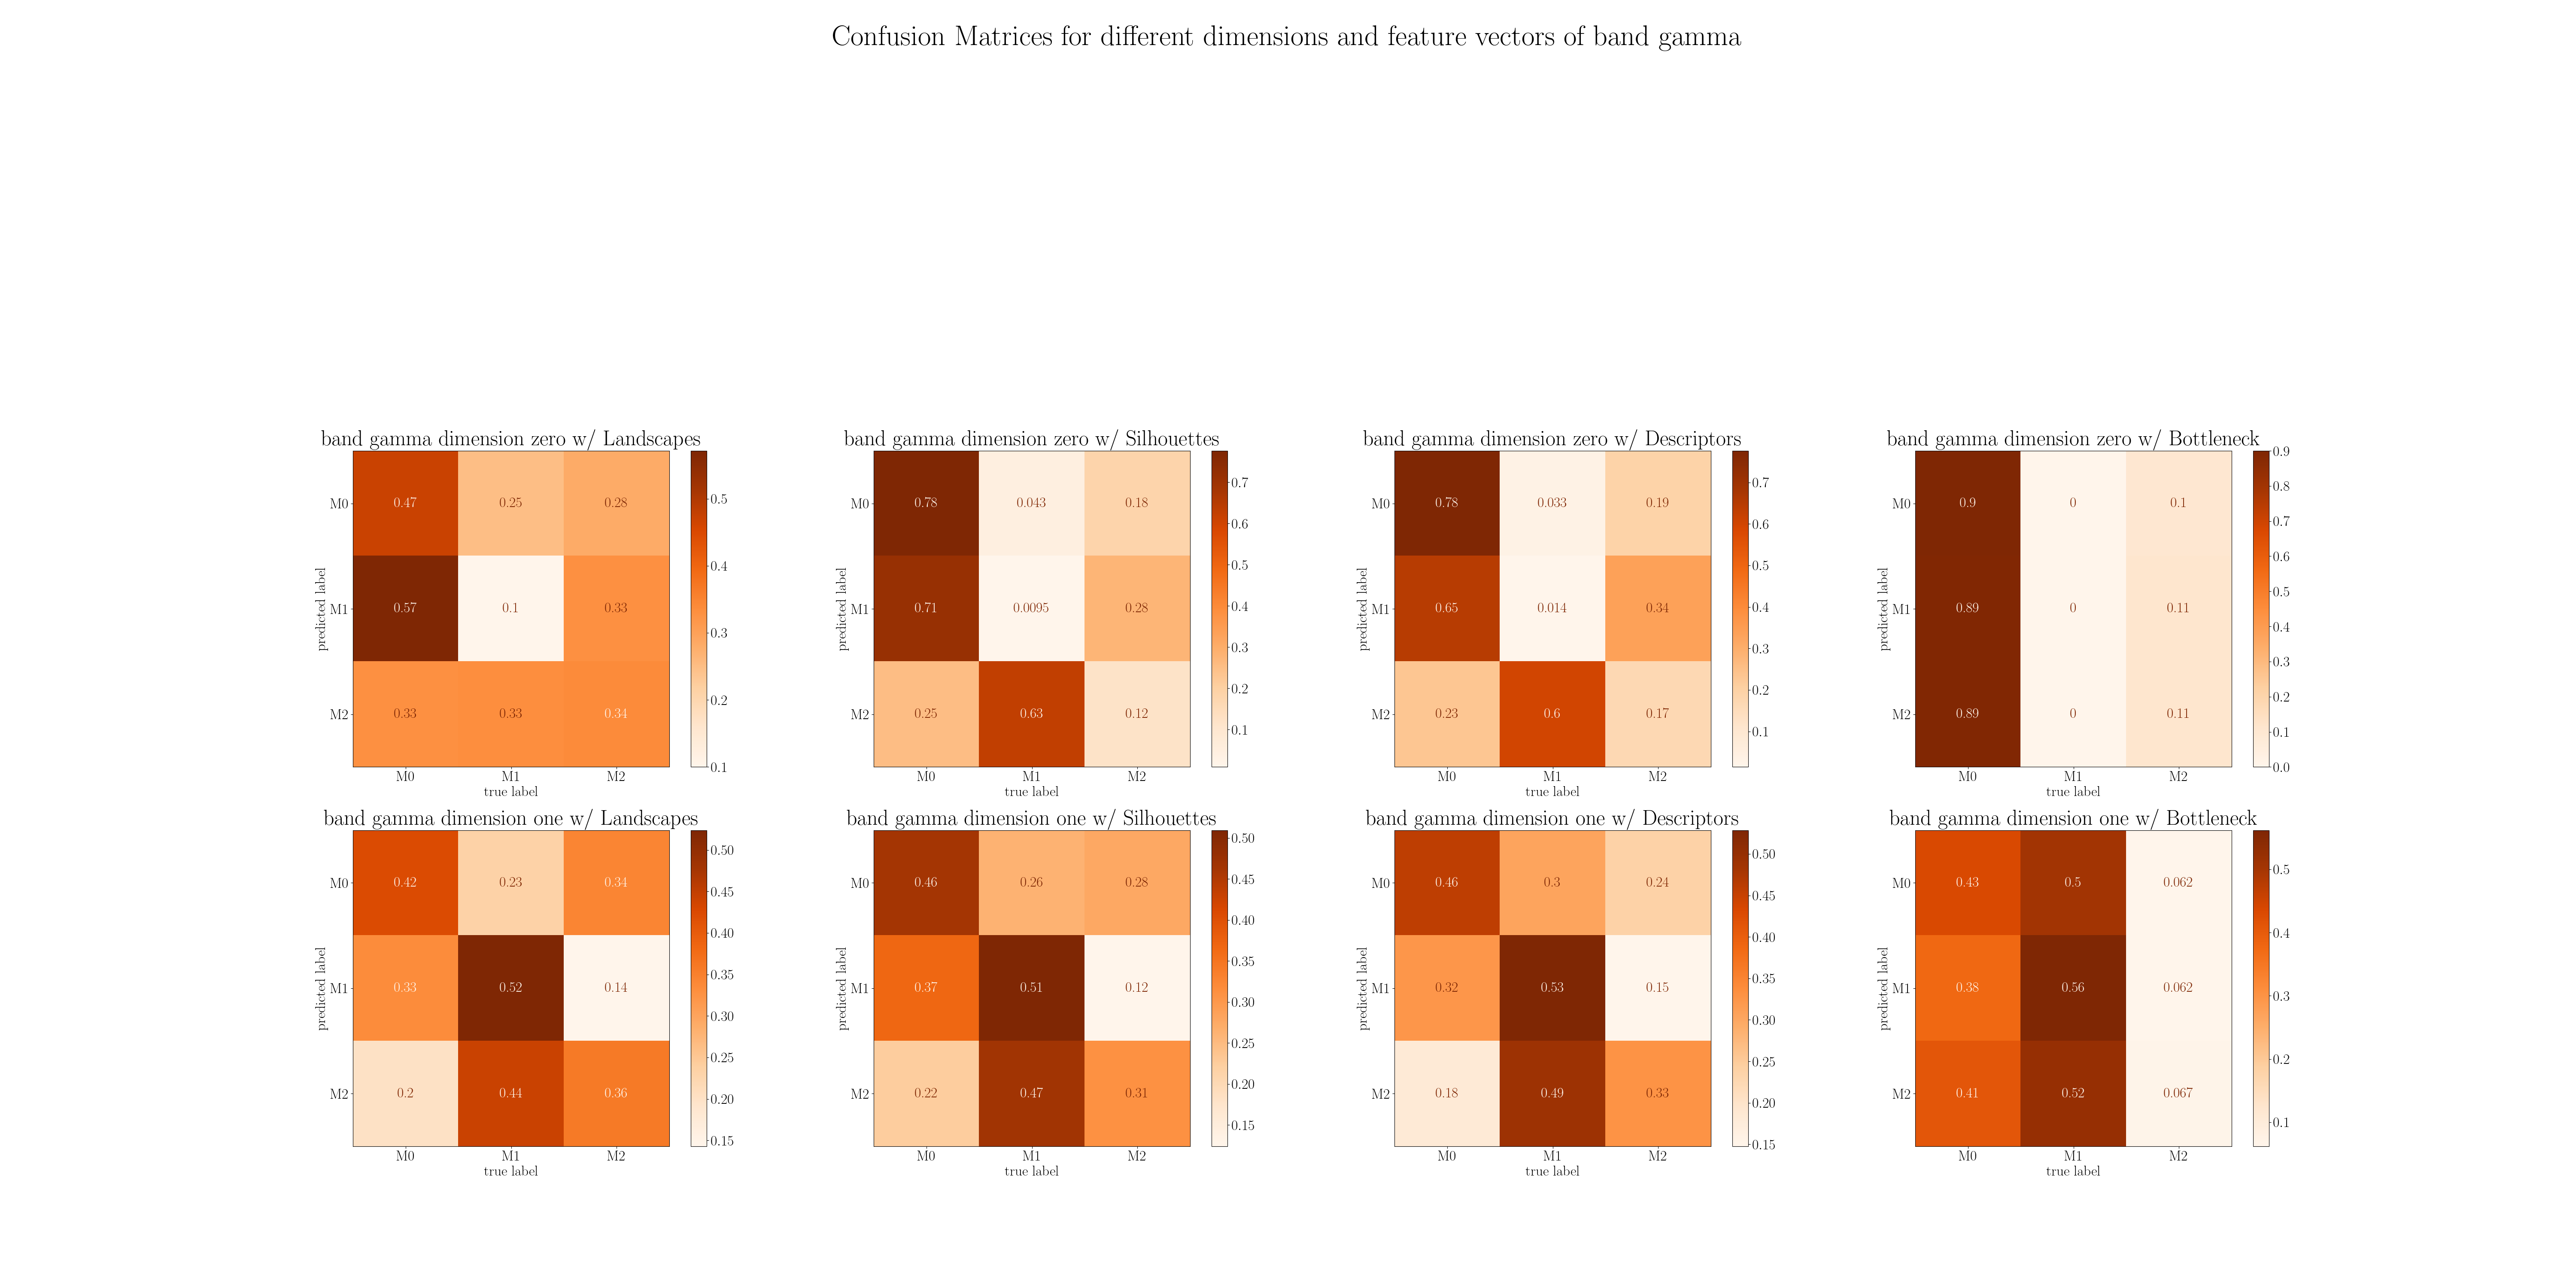 Confusion Matrices for different dimensions and feature vectors of band gamma
band gamma dimension zero w/ Landscapes
predicted label
M0 0.47 0.25 0.28
M1 0.57 0.1 0.33
M2 0.33 0.33 0.34
M0 M1 M2
true label
0.5
0.4
0.3
0.2
0.1
band gamma dimension zero w/ Silhouettes
predicted label
M0 0.78 0.043 0.18
M1 0.71 0.0095 0.28
M2 0.25 0.63 0.12
M0 M1 M2
true label
0.7
0.6
0.5
0.4
0.3
0.2
0.1
band gamma dimension zero w/ Descriptors
predicted label
M0 0.78 0.033 0.19
M1 0.65 0.014 0.34
M2 0.23 0.6 0.17
M0 M1 M2
true label
0.7
0.6
0.5
0.4
0.3
0.2
0.1
band gamma dimension zero w/ Bottleneck
predicted label
M0 0.9 0 0.1
M1 0.89 0 0.11
M2 0.89 0 0.11
M0 M1 M2
true label
0.9
0.8
0.7
0.6
0.5
0.4
0.3
0.2
0.1
0.0
band gamma dimension one w/ Landscapes
predicted label
M0 0.42 0.23 0.34
M1 0.33 0.52 0.14
M2 0.2 0.44 0.36
M0 M1 M2
true label
0.50
0.45
0.40
0.35
0.30
0.25
0.20
0.15
band gamma dimension one w/ Silhouettes
predicted label
M0 0.46 0.26 0.28
M1 0.37 0.51 0.12
M2 0.22 0.47 0.31
M0 M1 M2
true label
0.50
0.45
0.40
0.35
0.30
0.25
0.20
0.15
band gamma dimension one w/ Descriptors
predicted label
M0 0.46 0.3 0.24
M1 0.32 0.53 0.15
M2 0.18 0.49 0.33
M0 M1 M2
true label
0.50
0.45
0.40
0.35
0.30
0.25
0.20
0.15
band gamma dimension one w/ Bottleneck
predicted label
M0 0.43 0.5 0.062
M1 0.38 0.56 0.062
M2 0.41 0.52 0.067
M0 M1 M2
true label
0.5
0.4
0.3
0.2
0.1